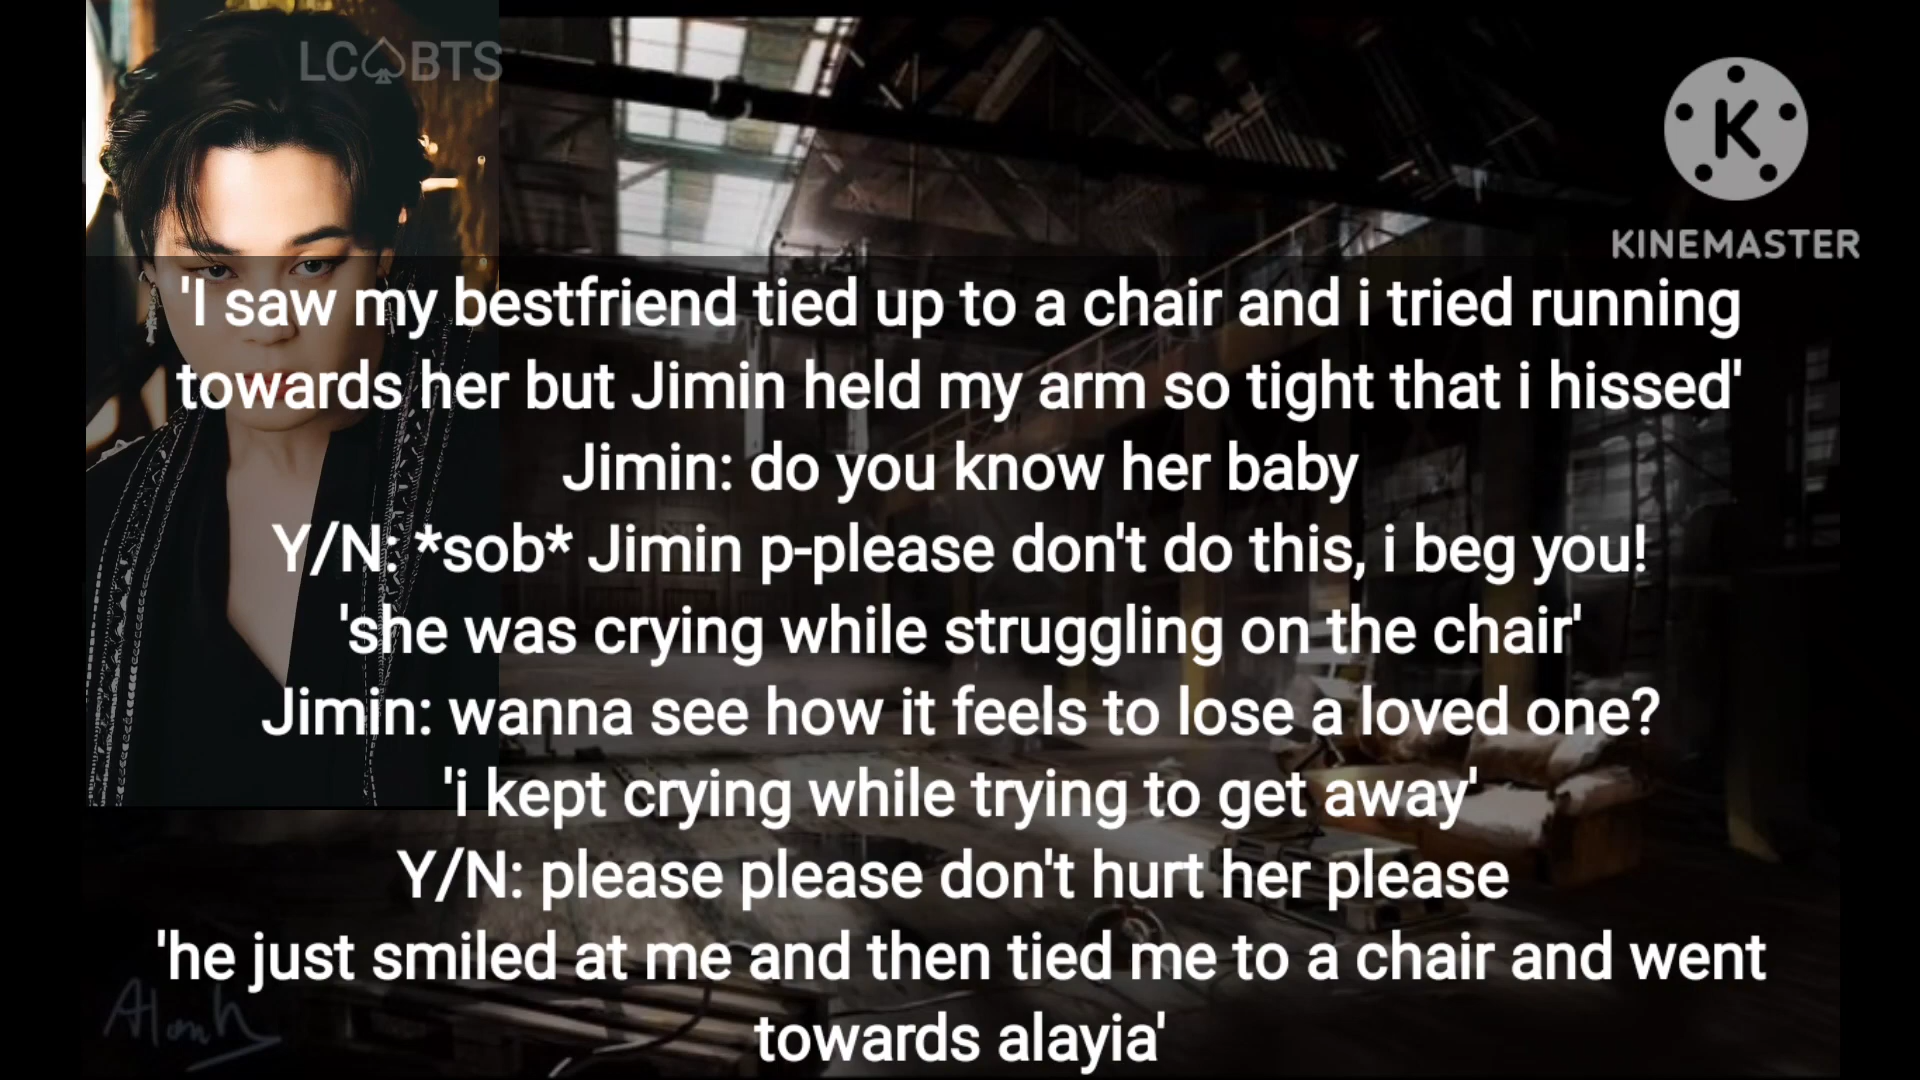 LC♤BTS
KINEMASTER
'I saw my bestfriend tied up to a chair and i tried running
towards her but Jimin held my arm so tight that i hissed'
Jimin: do you know her baby
Y/N: *sob* Jimin p-please don't do this, i beg you!
'she was crying while struggling on the chair'
Jimin: wanna see how it feels to lose a loved one?
'i kept crying while trying to get away'
Y/N: please please don't hurt her please
'he just smiled at me and then tied me to a chair and went
towards alayia'